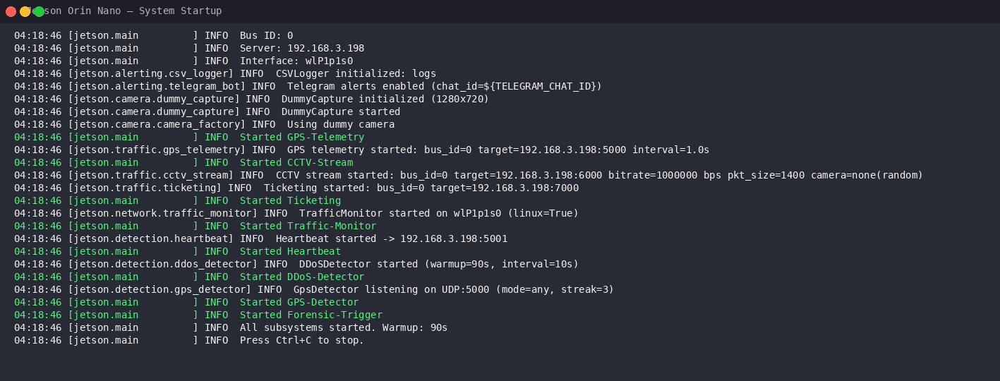 Jetson Orin Nano — System Startup
04:18:46 [jetson.main         ] INFO  Bus ID: 0
04:18:46 [jetson.main         ] INFO  Server: 192.168.3.198
04:18:46 [jetson.main         ] INFO  Interface: wlP1p1s0
04:18:46 [jetson.alerting.csv_logger] INFO  CSVLogger initialized: logs
04:18:46 [jetson.alerting.telegram_bot] INFO  Telegram alerts enabled (chat_id=${TELEGRAM_CHAT_ID})
04:18:46 [jetson.camera.dummy_capture] INFO  DummyCapture initialized (1280x720)
04:18:46 [jetson.camera.dummy_capture] INFO  DummyCapture started
04:18:46 [jetson.camera.camera_factory] INFO  Using dummy camera
04:18:46 [jetson.main         ] INFO  Started GPS-Telemetry
04:18:46 [jetson.traffic.gps_telemetry] INFO  GPS telemetry started: bus_id=0 target=192.168.3.198:5000 interval=1.0s
04:18:46 [jetson.main         ] INFO  Started CCTV-Stream
04:18:46 [jetson.traffic.cctv_stream] INFO  CCTV stream started: bus_id=0 target=192.168.3.198:6000 bitrate=1000000 bps pkt_size=1400 camera=none(random)
04:18:46 [jetson.traffic.ticketing] INFO  Ticketing started: bus_id=0 target=192.168.3.198:7000
04:18:46 [jetson.main         ] INFO  Started Ticketing
04:18:46 [jetson.network.traffic_monitor] INFO  TrafficMonitor started on wlP1p1s0 (linux=True)
04:18:46 [jetson.main         ] INFO  Started Traffic-Monitor
04:18:46 [jetson.detection.heartbeat] INFO  Heartbeat started -> 192.168.3.198:5001
04:18:46 [jetson.main         ] INFO  Started Heartbeat
04:18:46 [jetson.detection.ddos_detector] INFO  DDoSDetector started (warmup=90s, interval=10s)
04:18:46 [jetson.main         ] INFO  Started DDoS-Detector
04:18:46 [jetson.detection.gps_detector] INFO  GpsDetector listening on UDP:5000 (mode=any, streak=3)
04:18:46 [jetson.main         ] INFO  Started GPS-Detector
04:18:46 [jetson.main         ] INFO  Started Forensic-Trigger
04:18:46 [jetson.main         ] INFO  All subsystems started. Warmup: 90s
04:18:46 [jetson.main         ] INFO  Press Ctrl+C to stop.